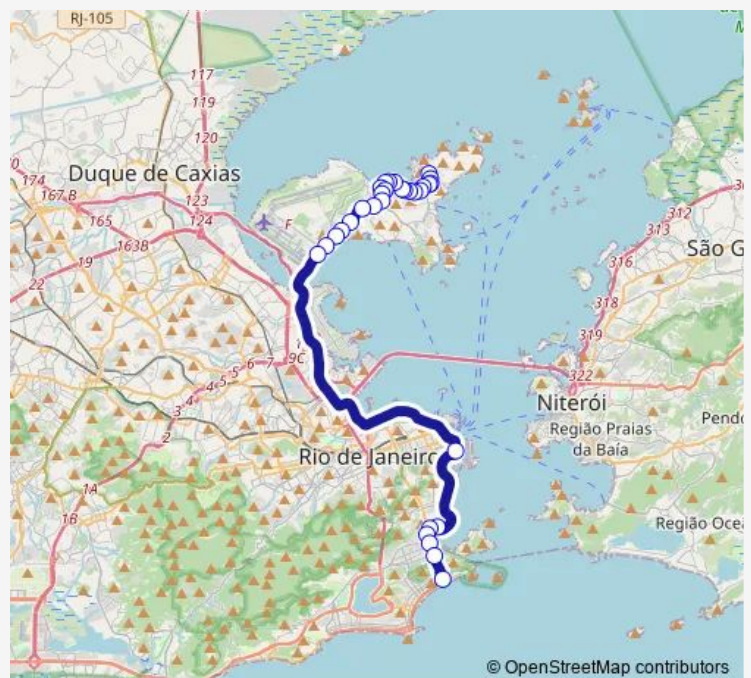 RJ-105
117
119
120
Duque de Caxias
174
167 B
123
165
124
163B
19
22
F
312
313
São G
316
318
319
322
Niterói
Região Praias
da Baía
Pendo
9C
7
6
5
4-5
4
3
2
Rio de Janeiro
1A
1B
Região Ocea
© OpenStreetMap contributors